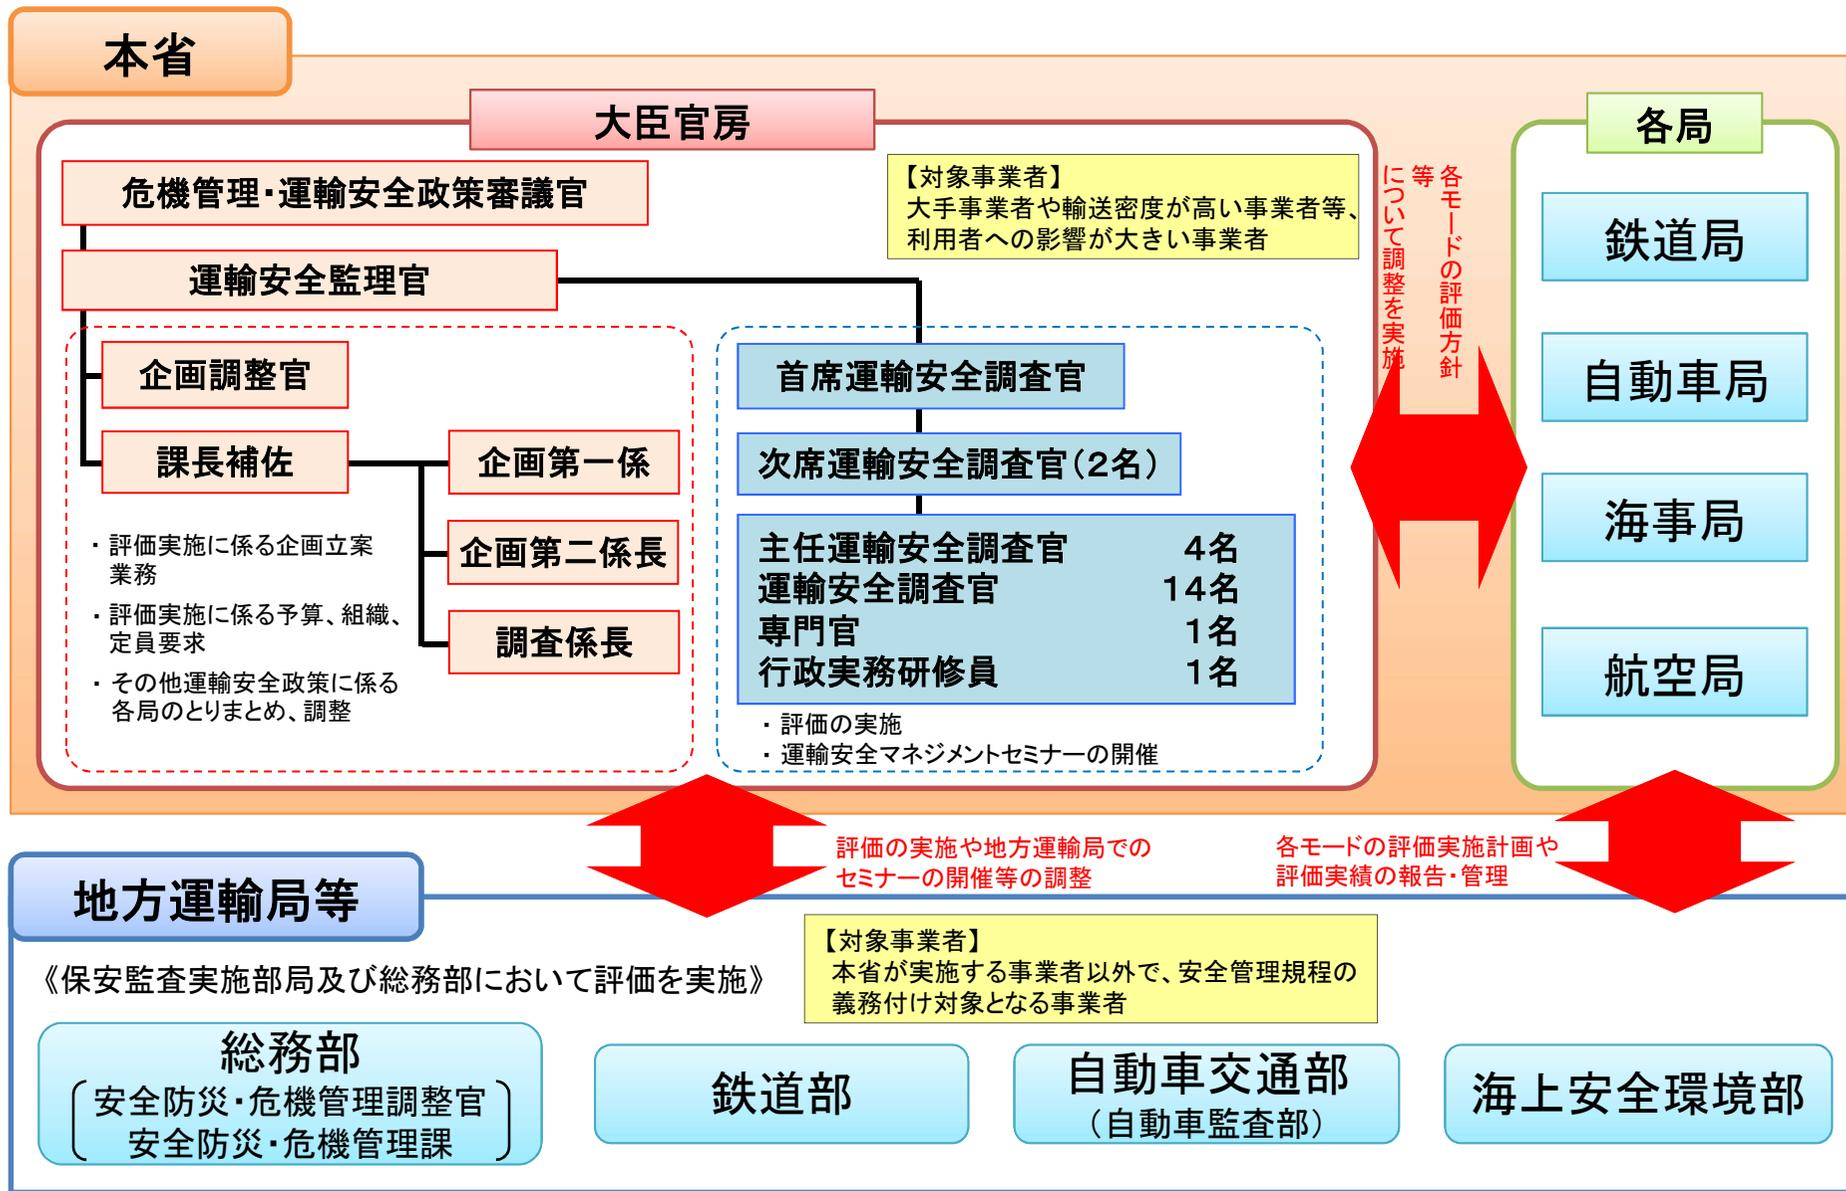 本省
大臣官房
危機管理・運輸安全政策審議官
運輸安全監理官
【対象事業者】
大手事業者や輸送密度が高い事業者等、
利用者への影響が大きい事業者
企画調整官
課長補佐
企画第一係
企画第二係長
調査係長
・ 評価実施に係る企画立案
業務
・ 評価実施に係る予算、組織、
定員要求
・ その他運輸安全政策に係る
各局のとりまとめ、調整
首席運輸安全調査官
次席運輸安全調査官(2名)
主任運輸安全調査官 4名
運輸安全調査官 14名
専門官 1名
行政実務研修員 1名
・ 評価の実施
・ 運輸安全マネジメントセミナーの開催
各モードの評価方針
等
について調整を実施
各局
鉄道局
自動車局
海事局
航空局
評価の実施や地方運輸局での
セミナーの開催等の調整
各モードの評価実施計画や
評価実績の報告・管理
地方運輸局等
《保安監査実施部局及び総務部において評価を実施》
【対象事業者】
本省が実施する事業者以外で、安全管理規程の
義務付け対象となる事業者
総務部
安全防災・危機管理調整官
安全防災・危機管理課
鉄道部
自動車交通部
(自動車監査部)
海上安全環境部